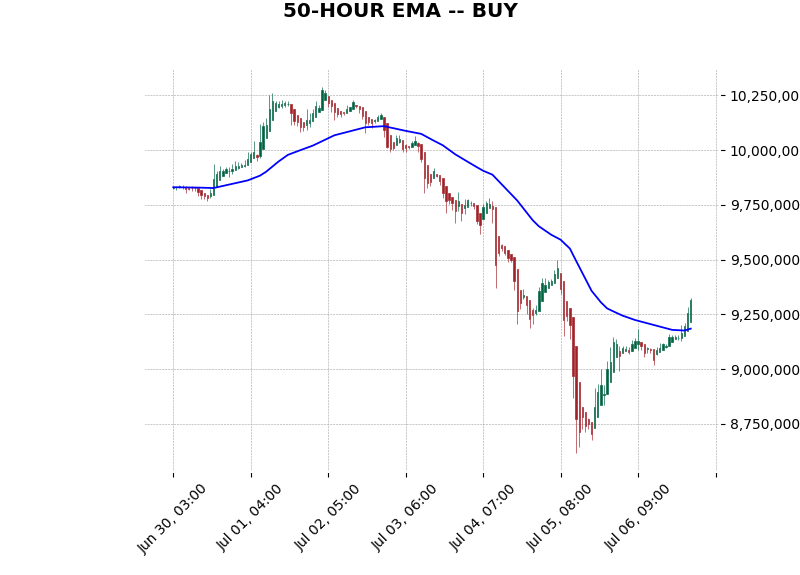 50-HOUR EMA -- BUY
10,250,00
10,000,00
9,750,000
9,500,000
9,250,000
9,000,000
8,750,000
Jun 30, 03:00
Jul 01, 04:00
Jul 02, 05:00
Jul 03, 06:00
Jul 04, 07:00
Jul 05, 08:00
Jul 06, 09:00